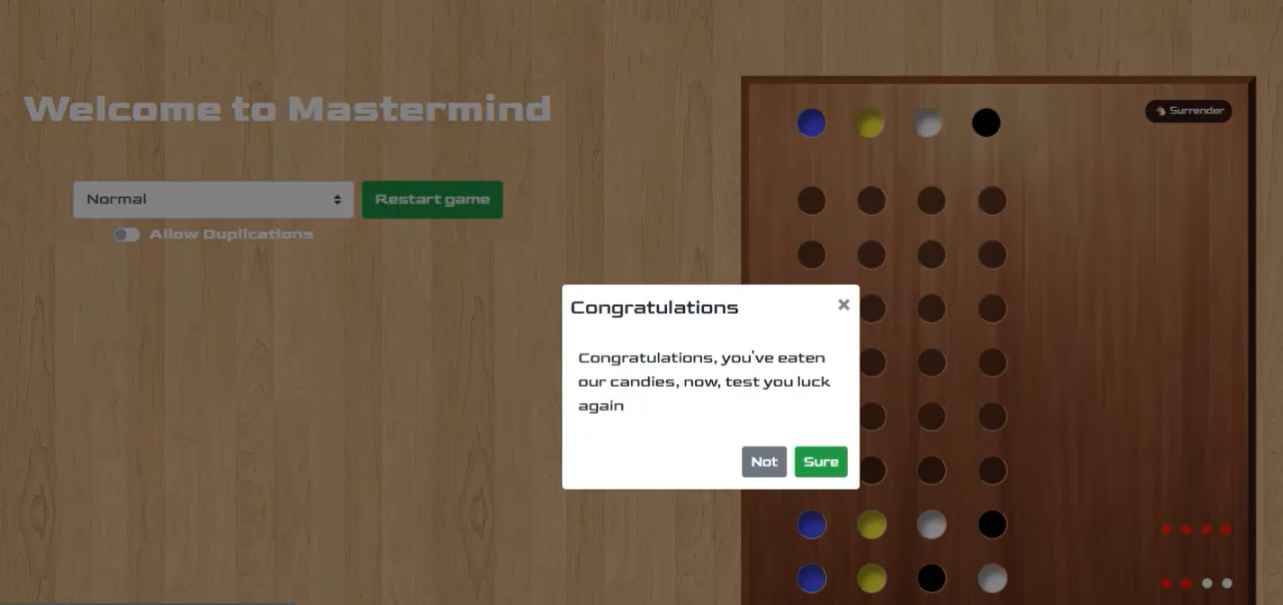 Welcome to Mastermind
Surrender
Normal
Restart game
Allow Duplications
Congratulations
×
Congratulations, you've eaten
our candies, now, test you luck
again
Not
Sure